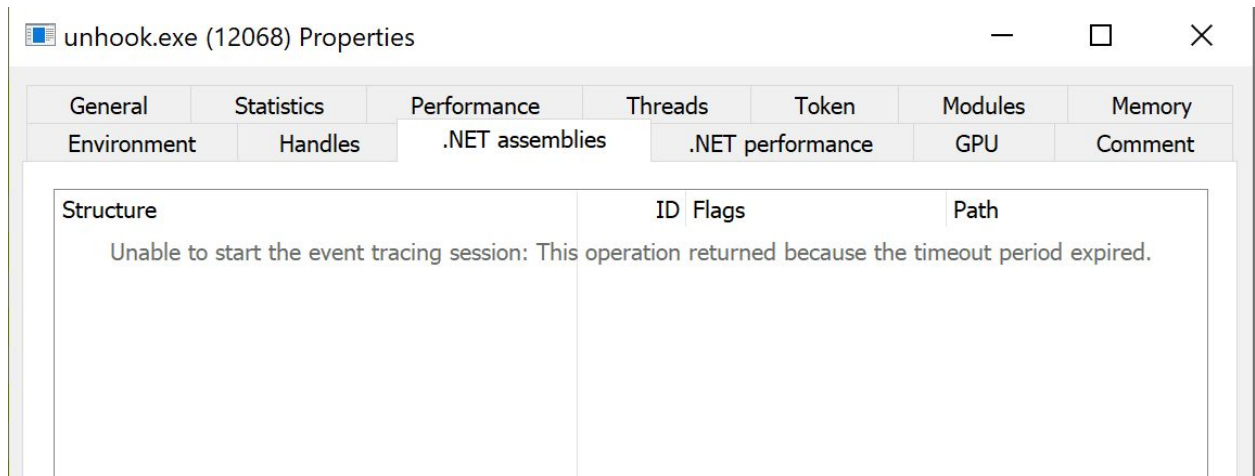 unhook.exe (12068) Properties
General Statistics Performance Threads Token Modules Memory
Environment Handles .NET assemblies .NET performance GPU Comment
Structure ID Flags Path
Unable to start the event tracing session: This operation returned because the timeout period expired.